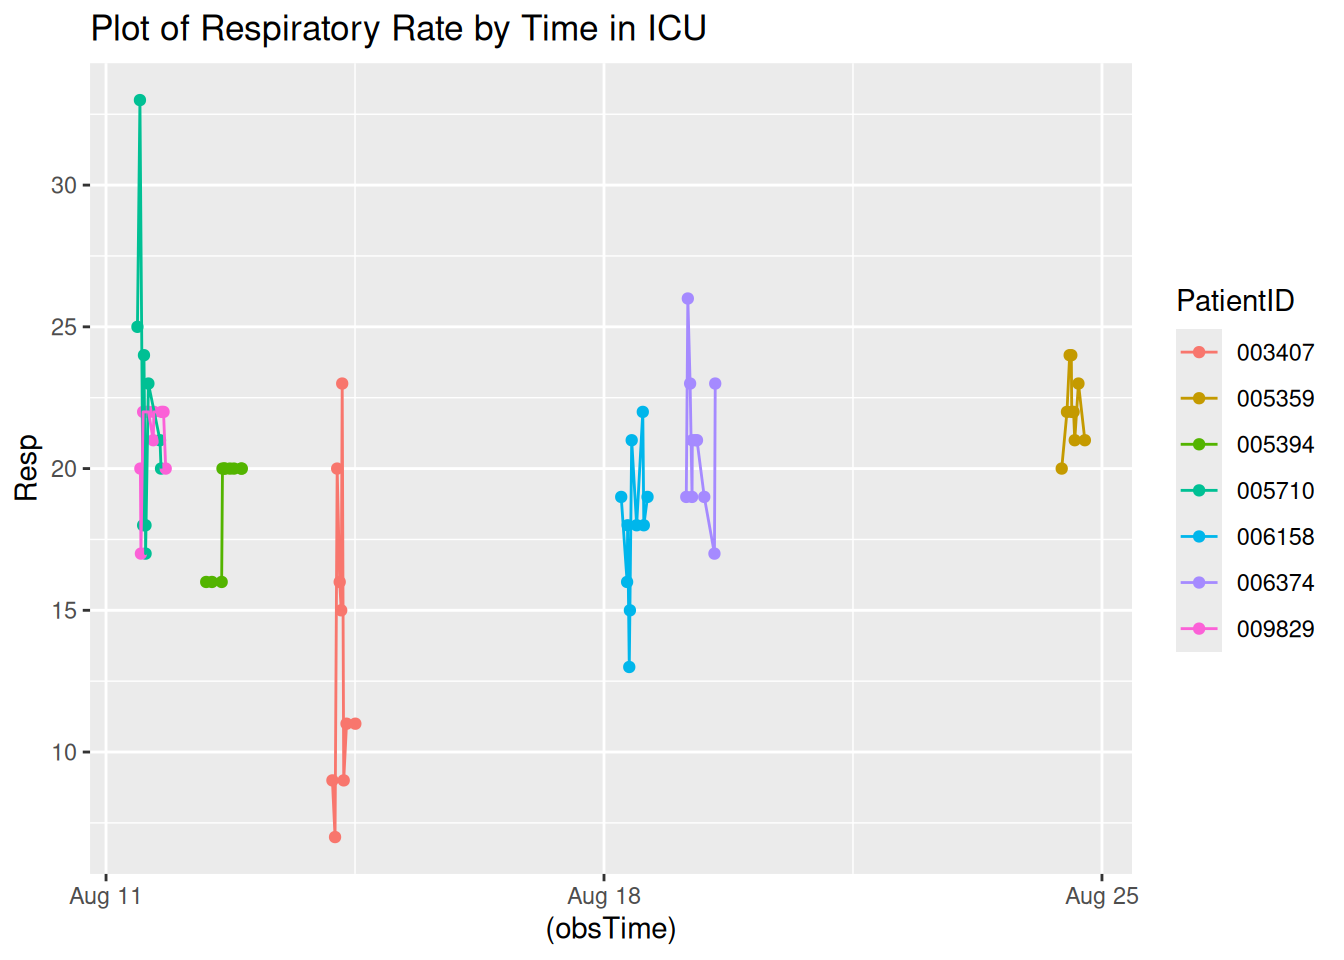 Plot of Respiratory Rate by Time in ICU
30
25
20
15
10
Resp
Aug 11
Aug 18
Aug 25
(obsTime)
PatientID
003407
005359
005394
005710
006158
006374
009829